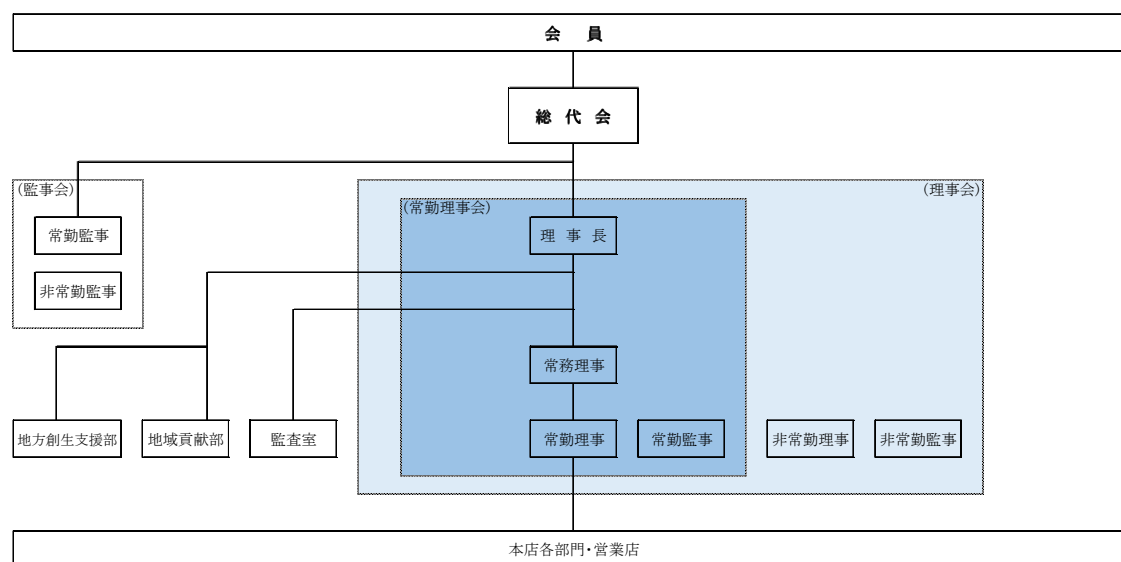 会 員
総 代 会
(監事会)
(理事会)
(常勤理事会)
常勤監事
理 事 長
非常勤監事
常務理事
地方創生支援部
地域貢献部
監査室
常勤理事
常勤監事
非常勤理事
非常勤監事
本店各部門・営業店